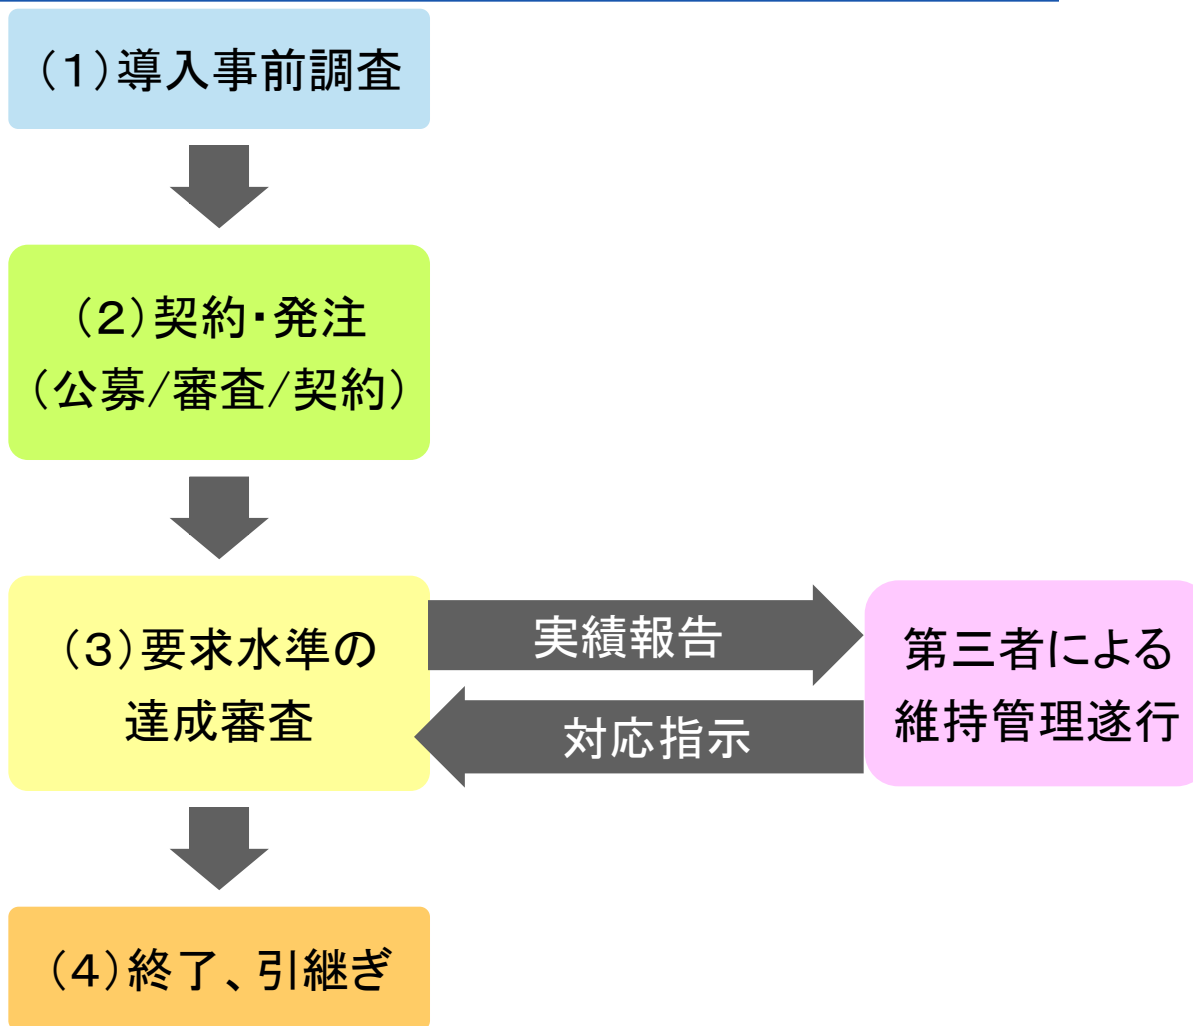 （1）導入事前調査
（2）契約・発注
（公募/審査/契約）
（3）要求水準の
達成審査
実績報告
対応指示
第三者による
維持管理遂行
（4）終了、引継ぎ